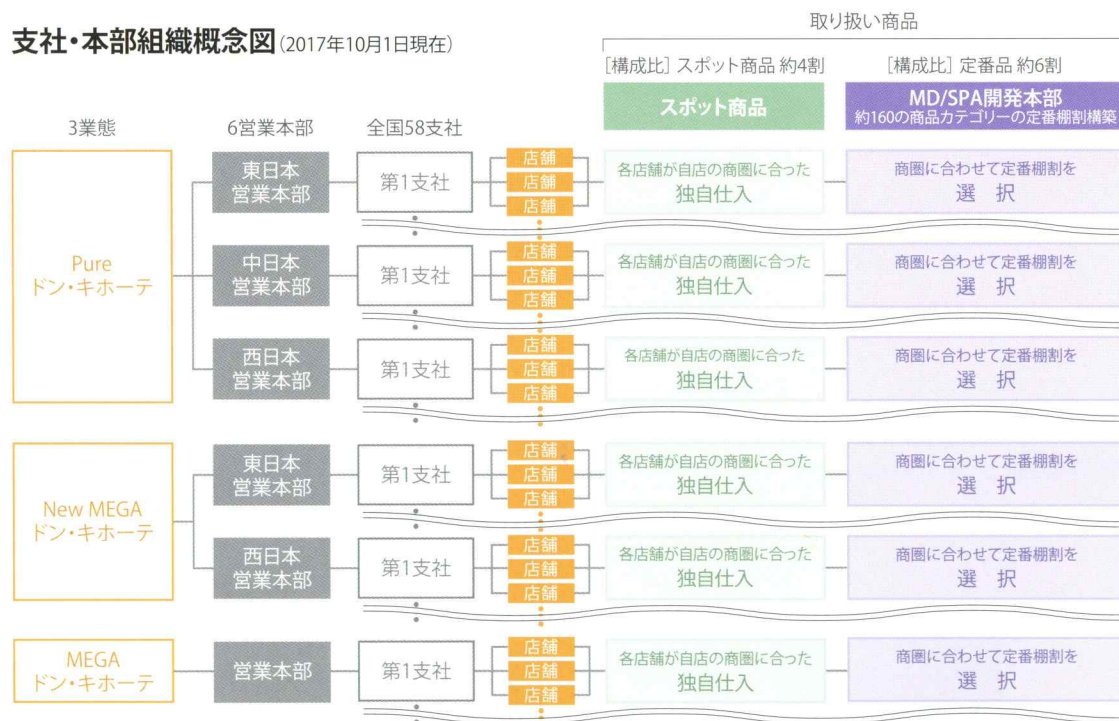 支社・本部組織概念図(2017年10月1日現在)
取り扱い商品
[構成比] スポット商品 約4割
[構成比] 定番品 約6割
スポット商品
MD/SPA開発本部
約160の商品カテゴリーの定番棚割構築
3業態
6営業本部
全国58支社
Pure
ドン・キホーテ
東日本
営業本部
第1支社
店舗
店舗
店舗
各店舗が自店の商圏に合った
独自仕入
商圏に合わせて定番棚割を
選 択
中日本
営業本部
第1支社
店舗
店舗
店舗
各店舗が自店の商圏に合った
独自仕入
商圏に合わせて定番棚割を
選 択
西日本
営業本部
第1支社
店舗
店舗
店舗
各店舗が自店の商圏に合った
独自仕入
商圏に合わせて定番棚割を
選 択
New MEGA
ドン・キホーテ
東日本
営業本部
第1支社
店舗
店舗
店舗
各店舗が自店の商圏に合った
独自仕入
商圏に合わせて定番棚割を
選 択
西日本
営業本部
第1支社
店舗
店舗
店舗
各店舗が自店の商圏に合った
独自仕入
商圏に合わせて定番棚割を
選 択
MEGA
ドン・キホーテ
営業本部
第1支社
店舗
店舗
店舗
各店舗が自店の商圏に合った
独自仕入
商圏に合わせて定番棚割を
選 択